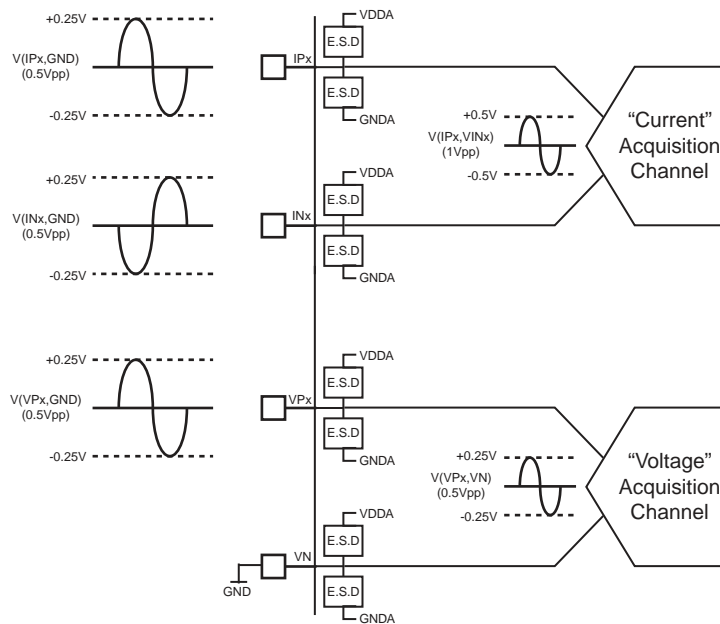 +0.25V
V(IPx,GND)
(0.5Vpp)
-0.25V
IPx
VDDA
E.S.D
E.S.D
GNDA
+0.25V
V(INx,GND)
(0.5Vpp)
-0.25V
INx
VDDA
E.S.D
E.S.D
GNDA
+0.5V
V(IPx,VINx)
(1Vpp)
-0.5V
“Current”
Acquisition
Channel
+0.25V
V(VPx,GND)
(0.5Vpp)
-0.25V
VPx
VDDA
E.S.D
E.S.D
GNDA
GND
VN
VDDA
E.S.D
E.S.D
GNDA
+0.25V
V(VPx,VN)
(0.5Vpp)
-0.25V
“Voltage”
Acquisition
Channel